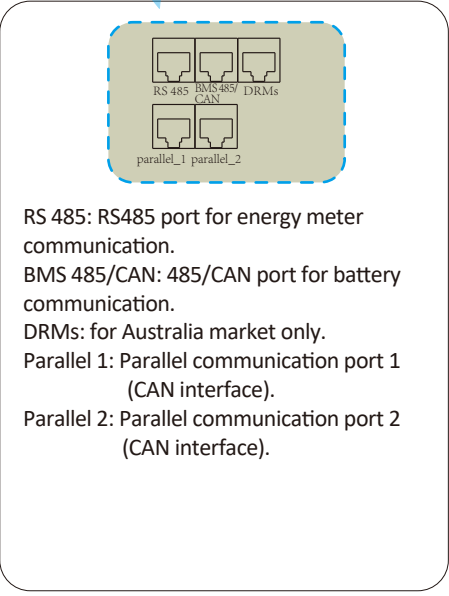 RS 485 BMS 485/ DRMs
CAN
parallel_1 parallel_2
RS 485: RS485 port for energy meter
communication.
BMS 485/CAN: 485/CAN port for battery
communication.
DRMs: for Australia market only.
Parallel 1: Parallel communication port 1
(CAN interface).
Parallel 2: Parallel communication port 2
(CAN interface).